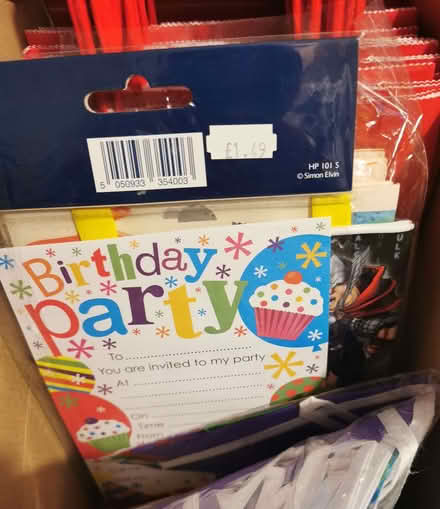 £1.49
HP 101 S
© Simon Elvin
5 050933 354003
Birthday
party
To
You are invited to my party
At
On
Time
From